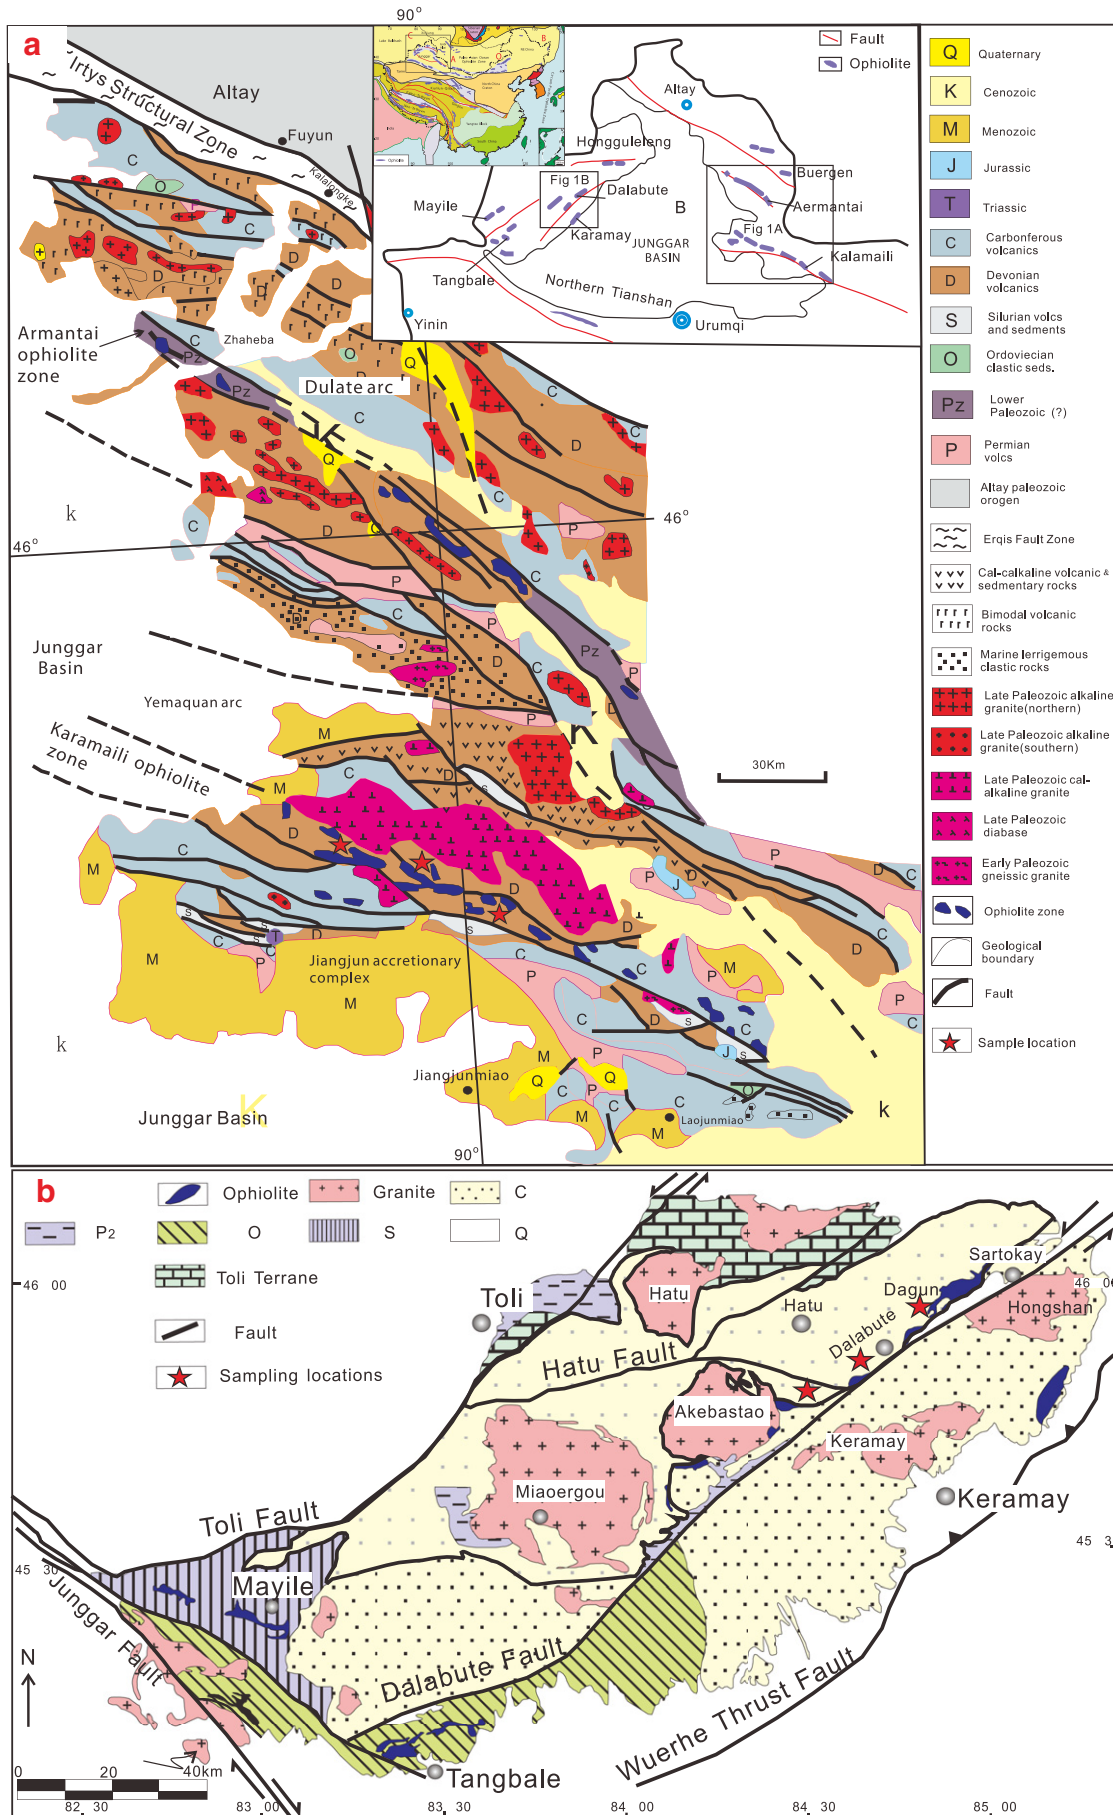 90°
a
Irtys Structural Zone
Altay
Fuyun
Kalalongke
Armantai
ophiolite
zone
Zhaheba
Dulate arc
46°
46°
Junggar
Basin
Yemaquan arc
Karamaili ophiolite
zone
30Km
Jiangjun accretionary
complex
Jiangjunmiao
Laojunmiao
Junggar Basin
90°
k
k
k
K
K
K
C
O
P
D
Pz
Q
M
S
J
T
Fault
Ophiolite
Altay
Hongguleleng
Fig 1B
Dalabute
Buergen
Mayile
B
Aermantai
Karamay
JUNGGAR
BASIN
Fig 1A
Kalamaili
Tangbale
Northern Tianshan
Yinin
Urumqi
Q Quaternary
K Cenozoic
M Menozoic
J Jurassic
T Triassic
C Carbonferous
volcanics
D Devonian
volcanics
S Silurian volcs
and sediments
O Ordoviecian
clastic seds.
Pz Lower
Paleozoic (?)
P Permian
volcs
Altay paleozoic
orogen
Erqis Fault Zone
Cal-calkaline volcanic &
sedimentary rocks
Bimodal volcanic
rocks
Marine lerrigemous
clastic rocks
Late Paleozoic alkaline
granite(northern)
Late Paleozoic alkaline
granite(southern)
Late Paleozoic cal-
alkaline granite
Late Paleozoic
diabase
Early Paleozoic
gneissic granite
Ophiolite zone
Geological
boundary
Fault
Sample location
b
Ophiolite
Granite
C
P2
O
S
Q
Toli Terrane
Fault
Sampling locations
46 00
Toli
Hatu
Hatu
Hatu Fault
Dagun
Dalabute
Sartokay
Hongshan
46 00
Akebastao
Keramay
Keramay
Miaoergou
Toli Fault
45 30
45 3
Mayile
Junggar Fault
Dalabute Fault
Wuerhe Thrust Fault
Tangbale
N
0 20 40km
82 30
83 00
83 30
84 00
84 30
85 00